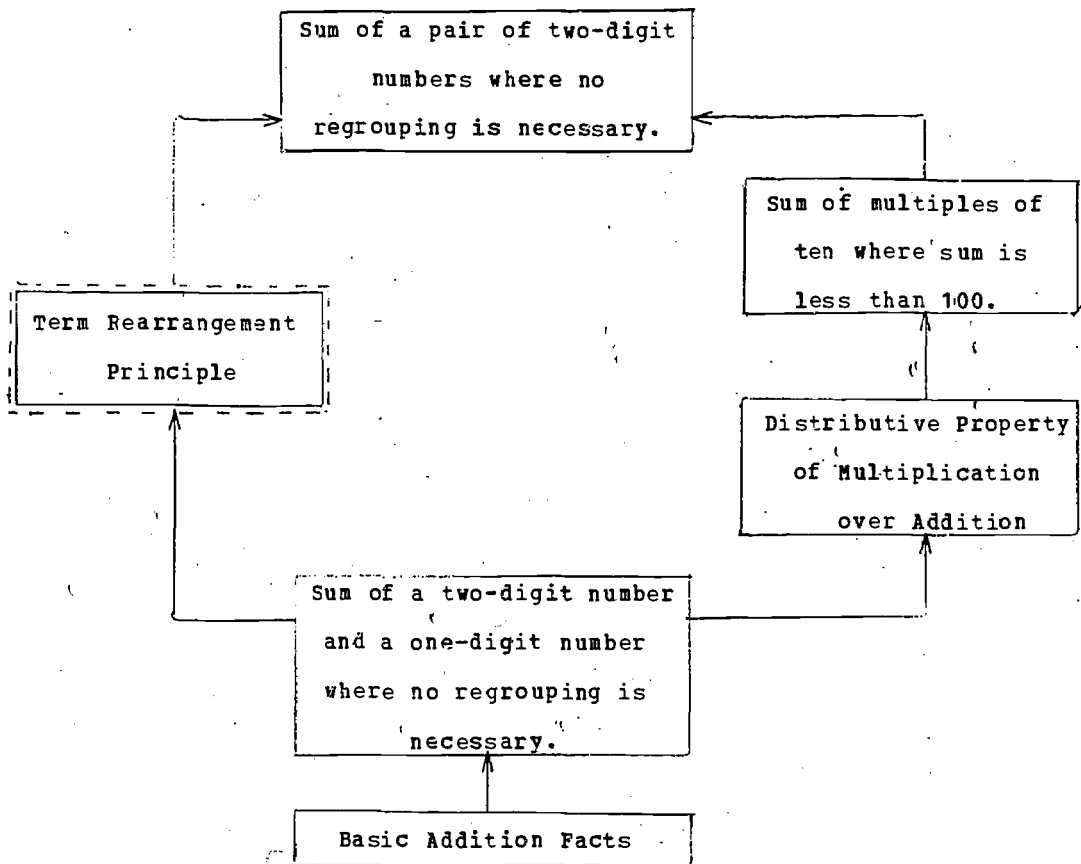 Sum of a pair of two-digit
numbers where no
regrouping is necessary.
Sum of multiples of
ten where sum is
less than 100.
Term Rearrangement
Principle
Distributive Property
of Multiplication
over Addition
Sum of a two-digit number
and a one-digit number
where no regrouping is
necessary.
Basic Addition Facts